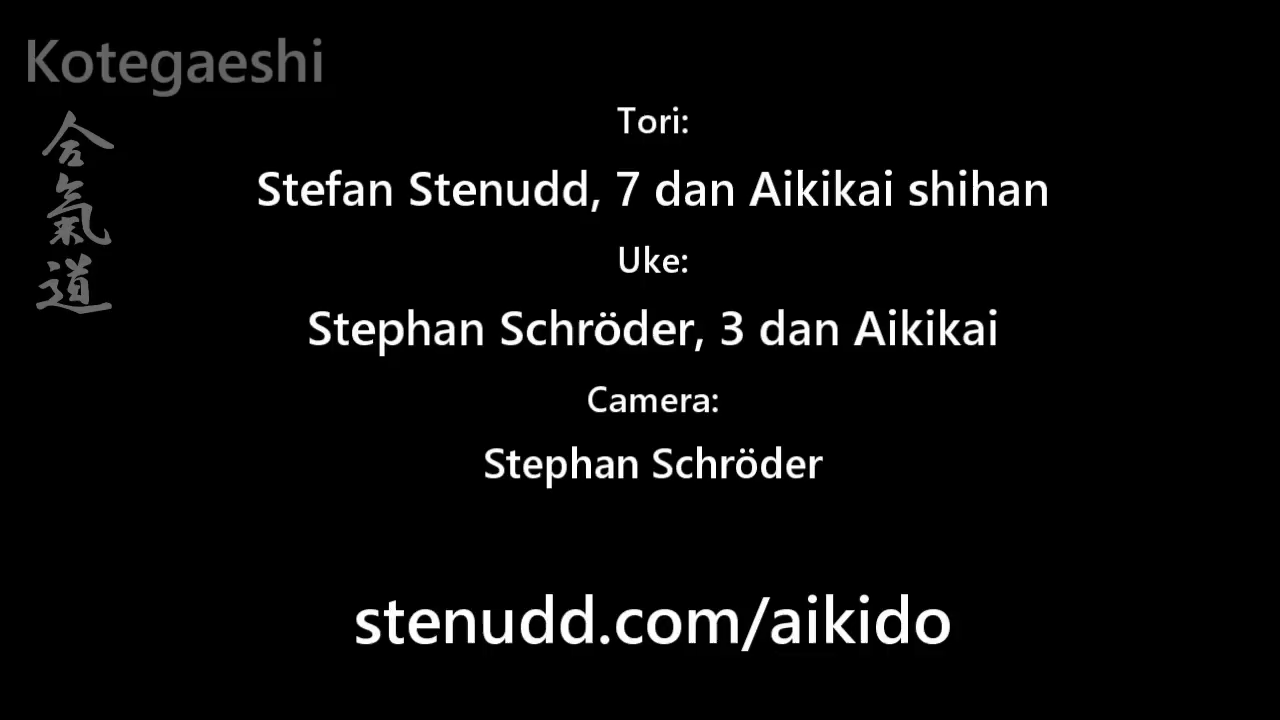 Kotegaeshi
合
氣
道
Tori:
Stefan Stenudd, 7 dan Aikikai shihan
Uke:
Stephan Schröder, 3 dan Aikikai
Camera:
Stephan Schröder
stenudd.com/aikido